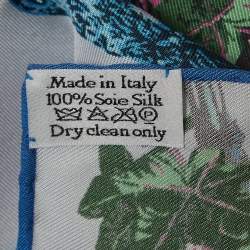 Made in Italy
100% Soie Silk
Dry clean only